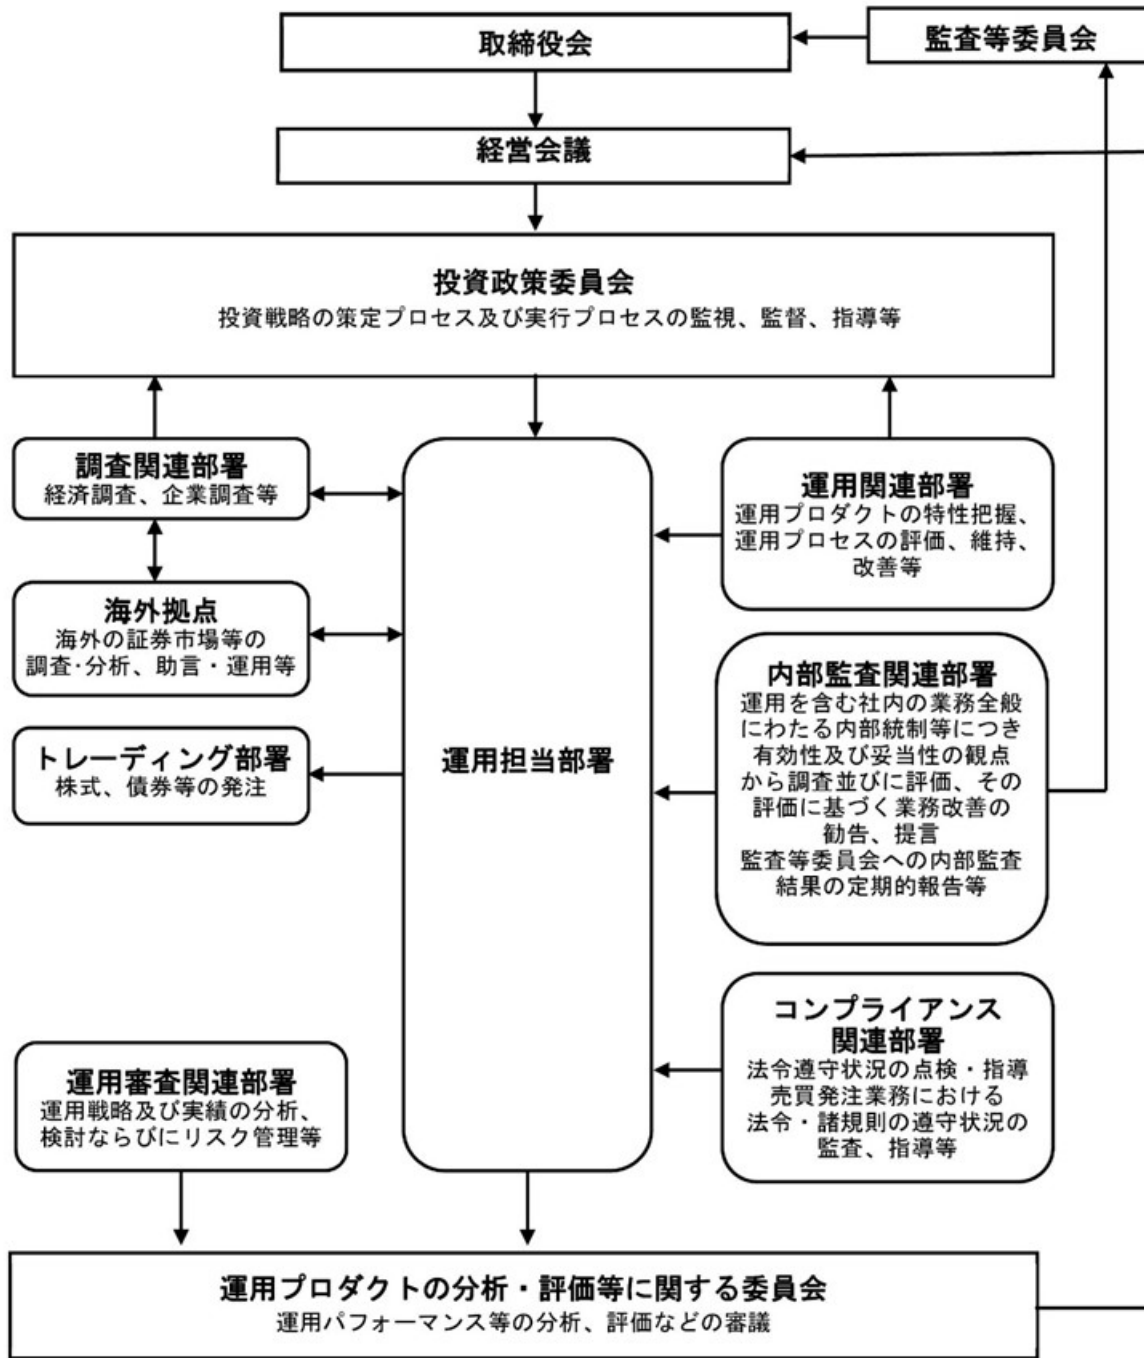 取締役会
監査等委員会
経営会議
投資政策委員会
投資戦略の策定プロセス及び実行プロセスの監視、監督、指導等
調査関連部署
経済調査、企業調査等
海外拠点
海外の証券市場等の
調査・分析、助言・運用等
トレーディング部署
株式、債券等の発注
運用担当部署
運用関連部署
運用プロダクトの特性把握、
運用プロセスの評価、維持、
改善等
内部監査関連部署
運用を含む社内の業務全般
にわたる内部統制等につき
有効性及び妥当性の観点
から調査並びに評価、その
評価に基づく業務改善の
勧告、提言
監査等委員会への内部監査
結果の定期的報告等
コンプライアンス
関連部署
法令遵守状況の点検・指導
売買発注業務における
法令・諸規則の遵守状況の
監査、指導等
運用審査関連部署
運用戦略及び実績の分析、
検討ならびにリスク管理等
運用プロダクトの分析・評価等に関する委員会
運用パフォーマンス等の分析、評価などの審議